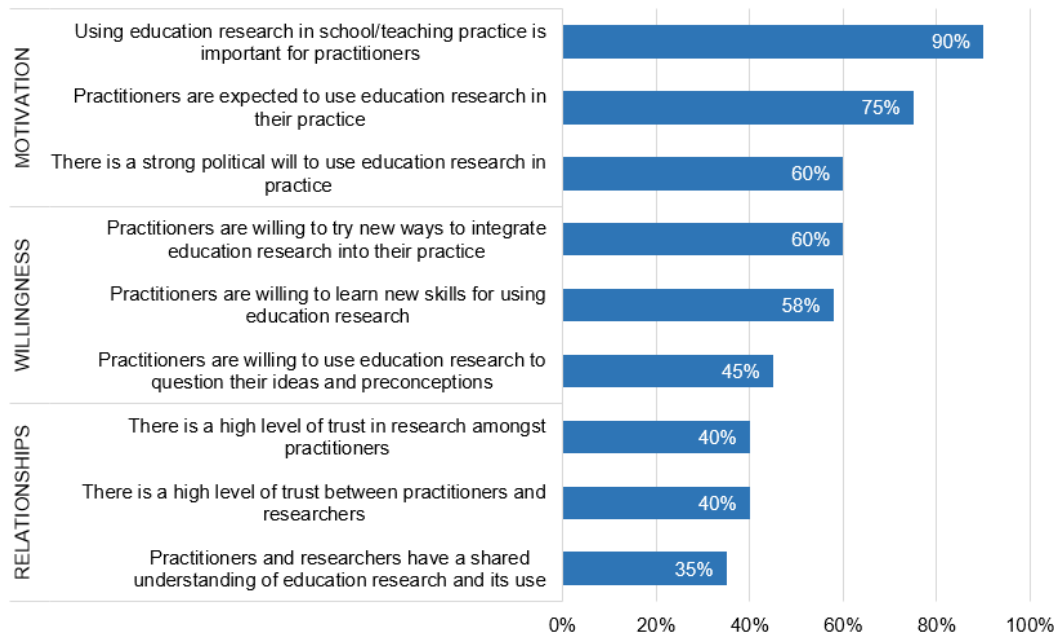 MOTIVATION
Using education research in school/teaching practice is
important for practitioners
90%
Practitioners are expected to use education research in
their practice
75%
There is a strong political will to use education research in
practice
60%
WILLINGNESS
Practitioners are willing to try new ways to integrate
education research into their practice
60%
Practitioners are willing to learn new skills for using
education research
58%
Practitioners are willing to use education research to
question their ideas and preconceptions
45%
RELATIONSHIPS
There is a high level of trust in research amongst
practitioners
40%
There is a high level of trust between practitioners and
researchers
40%
Practitioners and researchers have a shared
understanding of education research and its use
35%
0% 20% 40% 60% 80% 100%